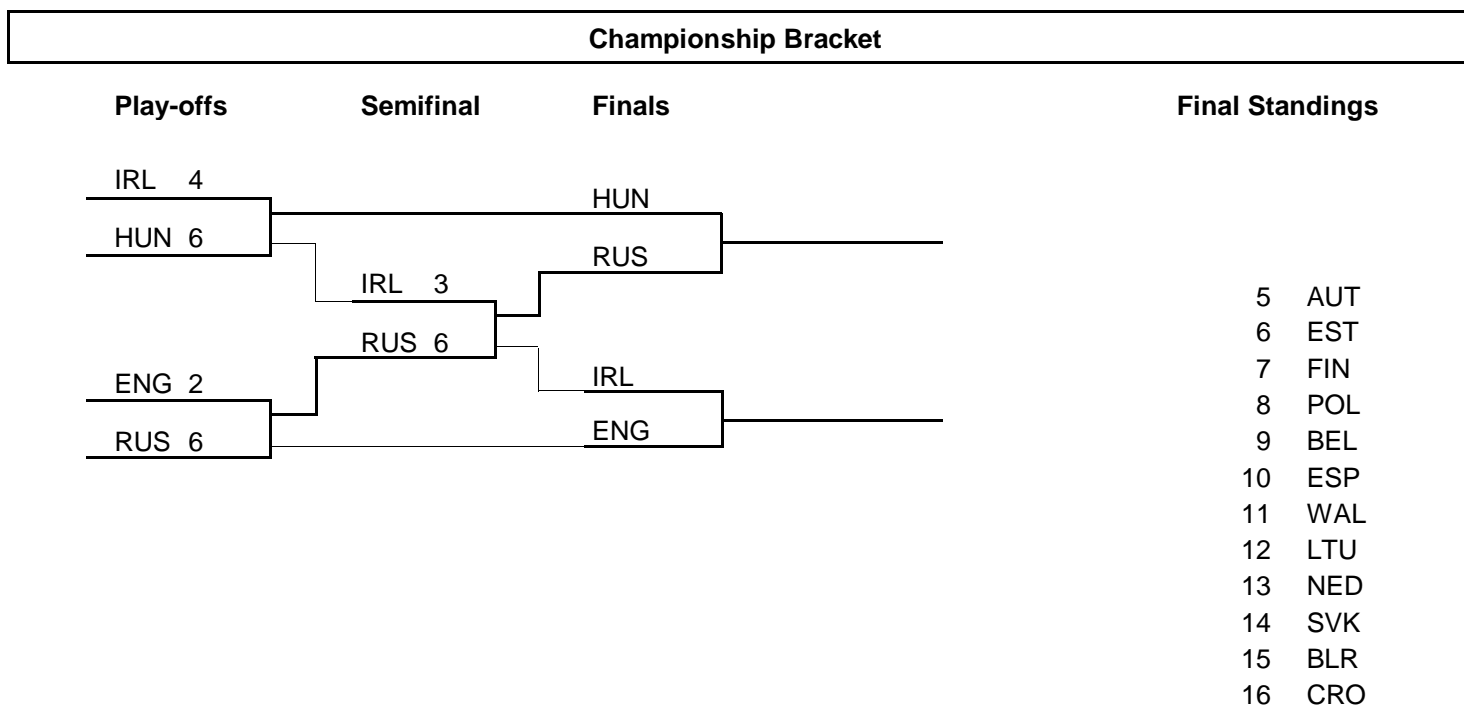 Championship Bracket
Play-offs Semifinal Finals Final Standings
IRL 4
HUN 6
HUN
RUS
IRL 3
RUS 6
ENG 2
RUS 6
IRL
ENG
5 AUT
6 EST
7 FIN
8 POL
9 BEL
10 ESP
11 WAL
12 LTU
13 NED
14 SVK
15 BLR
16 CRO